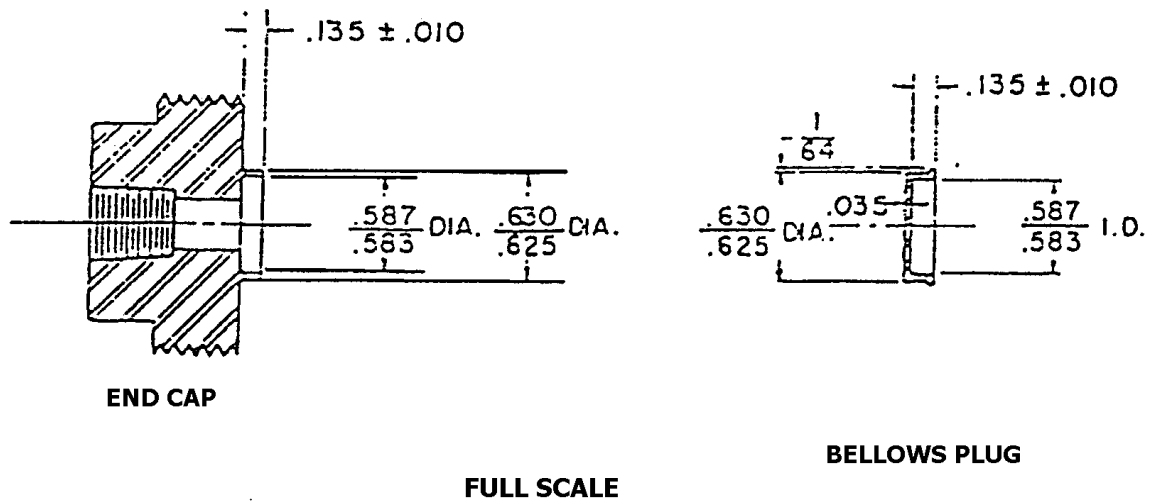 .135 ± .010
.135 ± .010
1/64
.587/.583 DIA.
.630/.625 DIA.
.630/.625 DIA.
.035
.587/.583 I.D.
END CAP
BELLOWS PLUG
FULL SCALE